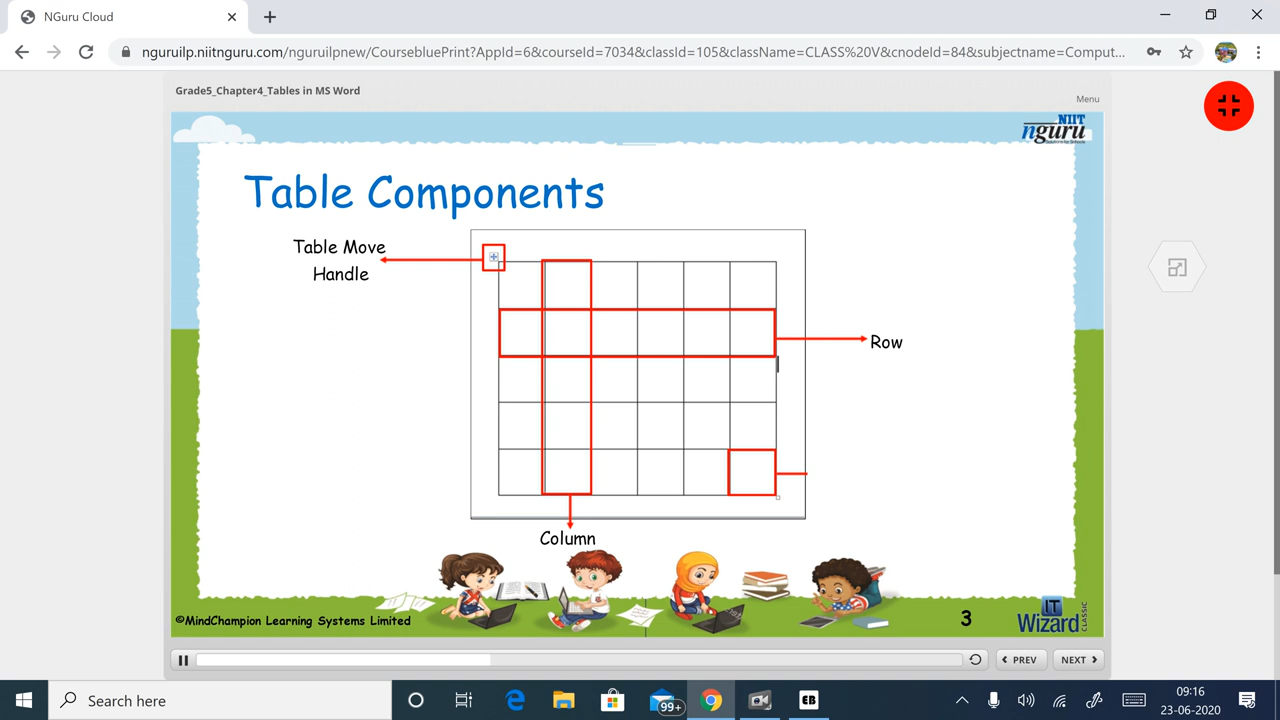 NGuru Cloud
nguruilp.niitnguru.com/nguruilpnew/CoursebluePrint?AppId=6&courseId=7034&classId=105&className=CLASS%20V&cnodeId=84&subjectname=Comput...
Grade5_Chapter4_Tables in MS Word
Menu
NIIT
nguru
Table Components
Table Move
Handle
Row
Column
©MindChampion Learning Systems Limited
3
IT
Wizard
CLASSIC
PREV
NEXT
Search here
99+
EB
09:16
23-06-2020